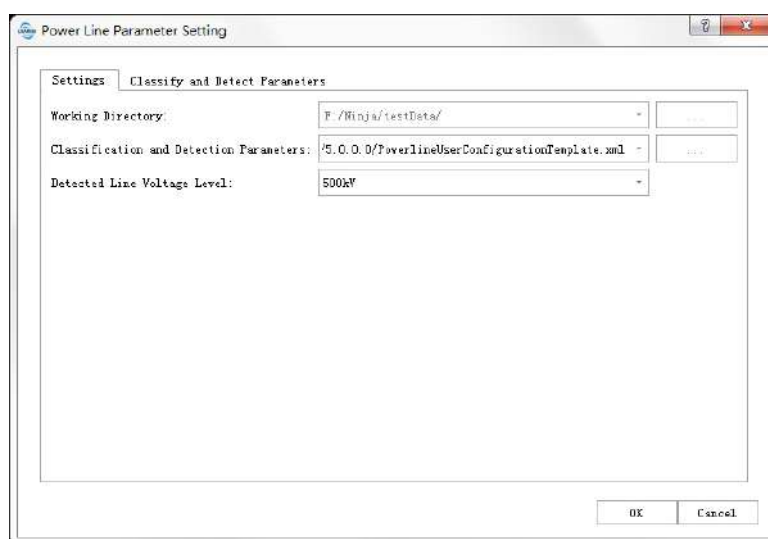 Power Line Parameter Setting
Settings
Classify and Detect Parameters
Working Directory:
F:/Ninja/testData/
...
Classification and Detection Parameters:
/5.0.0.0/PowerlineUserConfigurationTemplate.xml
...
Detected Line Voltage Level:
500kV
OK
Cancel